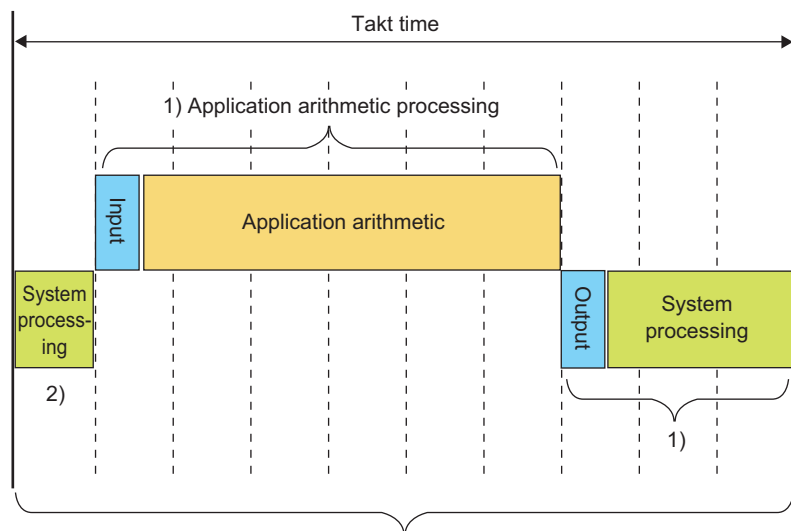 Takt time
1) Application arithmetic processing
Input
Application arithmetic
System
process-
ing
Output
System
processing
2)
1)